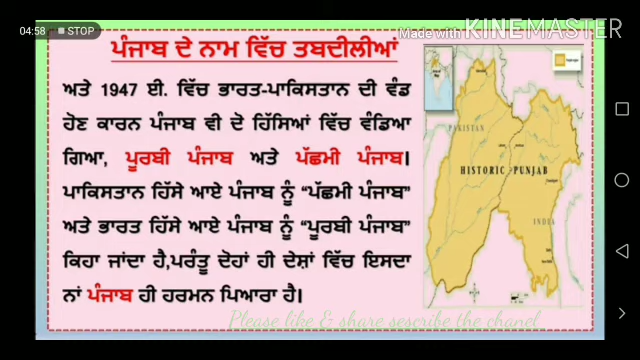 04:58 STOP
Made with KINEMASTER
ਪੰਜਾਬ ਦੇ ਨਾਮ ਵਿੱਚ ਤਬਦੀਲੀਆਂ
ਅਤੇ 1947 ਈ. ਵਿੱਚ ਭਾਰਤ-ਪਾਕਿਸਤਾਨ ਦੀ ਵੰਡ
ਹੋਣ ਕਾਰਨ ਪੰਜਾਬ ਵੀ ਦੋ ਹਿੱਸਿਆਂ ਵਿੱਚ ਵੰਡਿਆ
ਗਿਆ, ਪੂਰਬੀ ਪੰਜਾਬ ਅਤੇ ਪੱਛਮੀ ਪੰਜਾਬ।
ਪਾਕਿਸਤਾਨ ਹਿੱਸੇ ਆਏ ਪੰਜਾਬ ਨੂੰ “ਪੱਛਮੀ ਪੰਜਾਬ”
ਅਤੇ ਭਾਰਤ ਹਿੱਸੇ ਆਏ ਪੰਜਾਬ ਨੂੰ “ਪੂਰਬੀ ਪੰਜਾਬ”
ਕਿਹਾ ਜਾਂਦਾ ਹੈ,ਪਰੰਤੂ ਦੋਹਾਂ ਹੀ ਦੇਸ਼ਾਂ ਵਿੱਚ ਇਸਦਾ
ਨਾਂ ਪੰਜਾਬ ਹੀ ਹਰਮਨ ਪਿਆਰਾ ਹੈ।
PAKISTAN
HISTORIC PUNJAB
INDIA
Please like & share sescribe the chanel